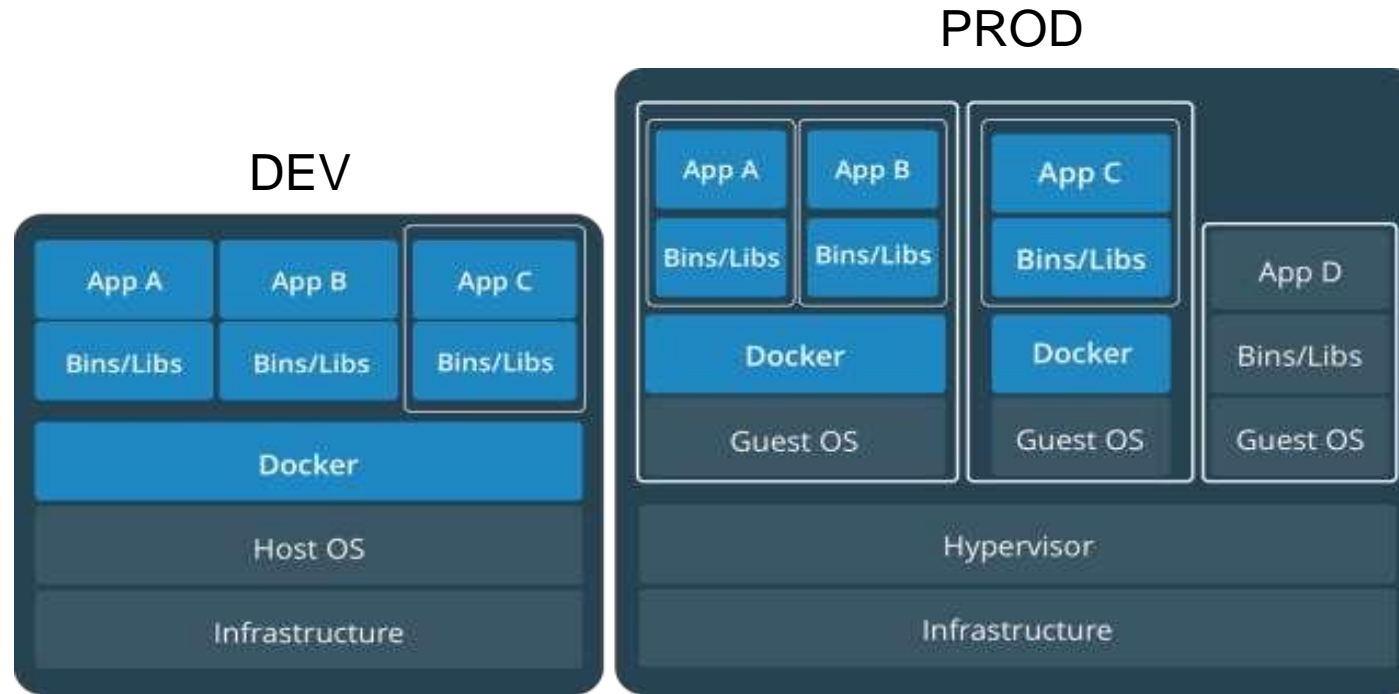 DEV
App A
App B
App C
Bins/Libs
Bins/Libs
Bins/Libs
Docker
Host OS
Infrastructure
PROD
App A
App B
App C
Bins/Libs
Bins/Libs
Bins/Libs
App D
Docker
Docker
Bins/Libs
Guest OS
Guest OS
Guest OS
Hypervisor
Infrastructure